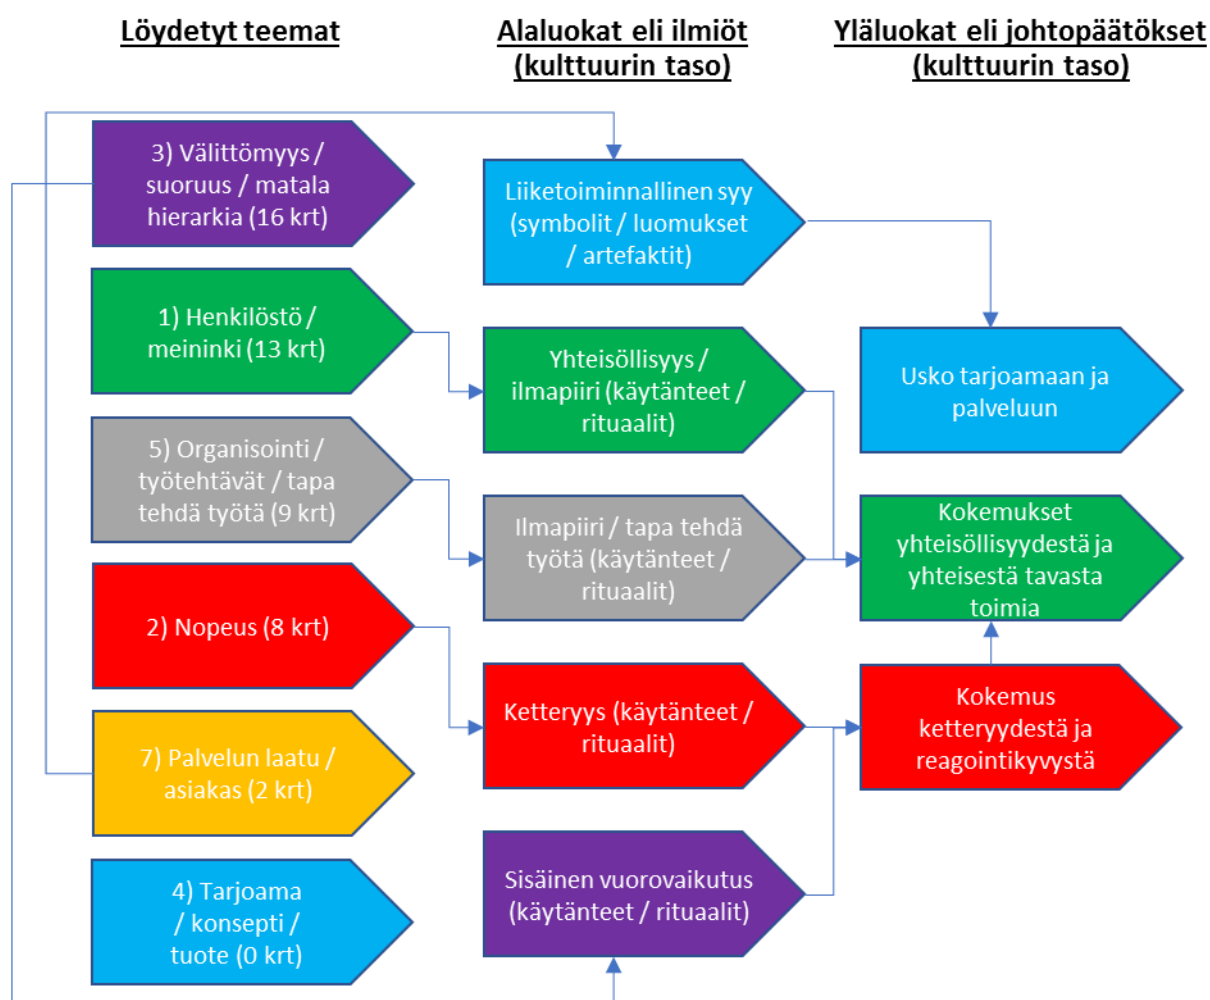 Löydetyt teemat
Alaluokat eli ilmiöt
(kulttuurin taso)
Yläluokat eli johtopäätökset
(kulttuurin taso)
3) Välittömyys /
suoruus / matala
hierarkia (16 krt)
1) Henkilöstö /
meininki (13 krt)
5) Organisointi /
työtehtävät / tapa
tehdä työtä (9 krt)
2) Nopeus (8 krt)
7) Palvelun laatu /
asiakas (2 krt)
4) Tarjoama
/ konsepti /
tuote (0 krt)
Liiketoiminnallinen syy
(symbolit / luomukset
/ artefaktit)
Yhteisöllisyys /
ilmapiiri (käytänteet /
rituaalit)
Ilmapiiri / tapa tehdä
työtä (käytänteet /
rituaalit)
Ketteryys (käytänteet /
rituaalit)
Sisäinen vuorovaikutus
(käytänteet / rituaalit)
Usko tarjoamaan ja
palveluun
Kokemukset
yhteisöllisyydestä ja
yhteisestä tavasta
toimia
Kokemus
ketteryydestä ja
reagointikyvystä